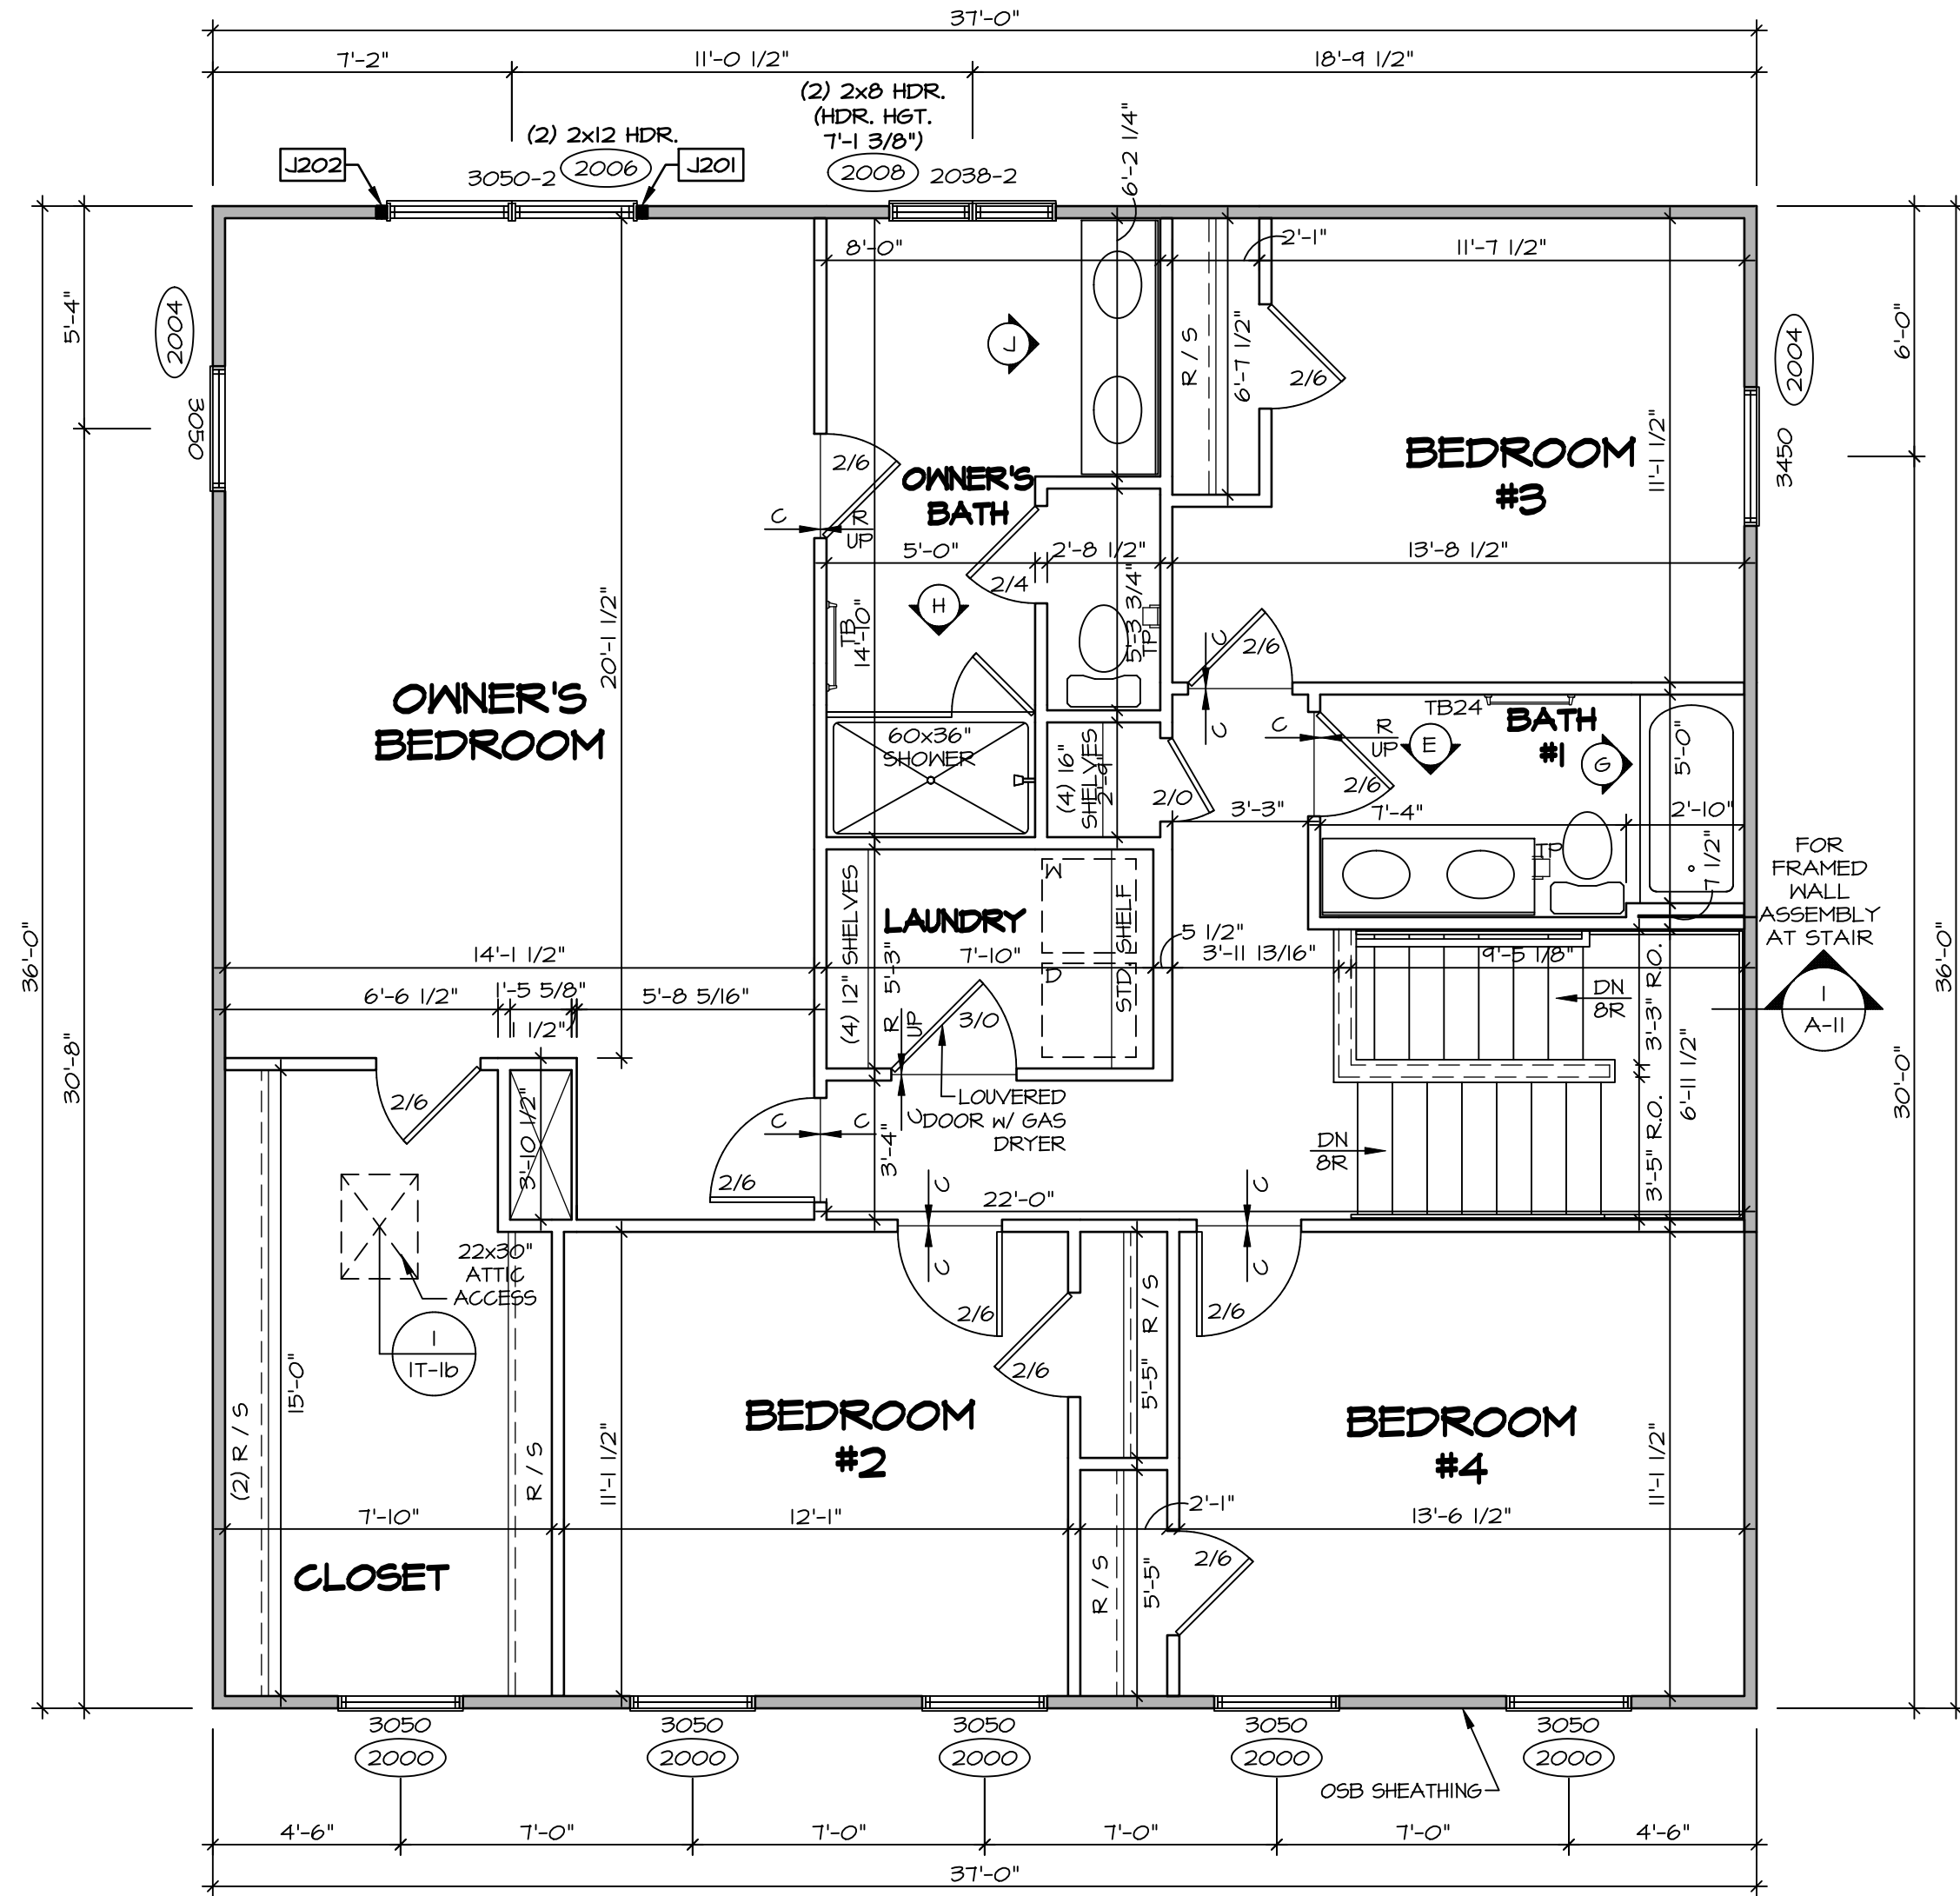 37'-0"
7'-2"
11'-0 1/2"
18'-9 1/2"
(2) 2x8 HDR.
(HDR. HGT.
7'-1 3/8")
(2) 2x12 HDR.
J202
3050-2
2006
J201
2008
2038-2
6'-2 1/4"
8'-0"
2'-1"
11'-7 1/2"
5'-4"
2004
3050
J
R / S
6'-7 1/2"
2/6
2004
3450
6'-0"
BEDROOM
#3
11'-1 1/2"
2/6
OWNER'S
BATH
C
R
UP
5'-0"
2'-8 1/2"
13'-8 1/2"
2/4
H
TB
14'-10"
5'-3 3/4"
TP
20'-1 1/2"
C
2/6
C
OWNER'S
BEDROOM
60x36"
SHOWER
(4) 16"
SHELVES
2'-9"
2/0
3'-3"
C
R
UP
TB24
E
BATH
#1
G
5'-0"
2/6
7'-4"
2'-10"
TP
7 1/2"
FOR
FRAMED
WALL
ASSEMBLY
AT STAIR
1
A-11
36'-0"
30'-8"
36'-0"
30'-0"
(4) 12" SHELVES
LAUNDRY
W
D
STD. SHELF
5'-3"
7'-10"
5 1/2"
3'-11 13/16"
9'-5 1/8"
14'-1 1/2"
6'-6 1/2"
1'-5 5/8"
1 1/2"
5'-8 5/16"
R
UP
3/0
C
LOUVERED
DOOR W/ GAS
DRYER
DN
8R
3'-3" R.O.
6'-11 1/2"
DN
8R
3'-5" R.O.
2/6
3'-10 1/2"
C
C
3'-4"
2/6
22'-0"
C
C
C
C
22x30"
ATTIC
ACCESS
1
1T-1b
2/6
2/6
2/6
R / S
5'-5"
(2) R / S
15'-0"
R / S
11'-1 1/2"
BEDROOM
#2
BEDROOM
#4
11'-1 1/2"
7'-10"
12'-1"
2'-1"
13'-6 1/2"
CLOSET
R / S
5'-5"
2/6
3050
3050
3050
3050
3050
2000
2000
2000
2000
2000
OSB SHEATHING
4'-6"
7'-0"
7'-0"
7'-0"
7'-0"
4'-6"
37'-0"